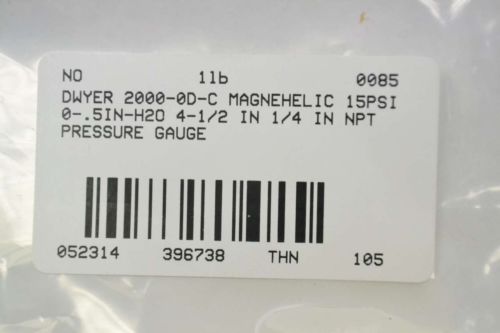 NO 1lb 0085
DWYER 2000-0D-C MAGNEHELIC 15PSI
0-.5IN-H2O 4-1/2 IN 1/4 IN NPT
PRESSURE GAUGE
052314 396738 THN 105